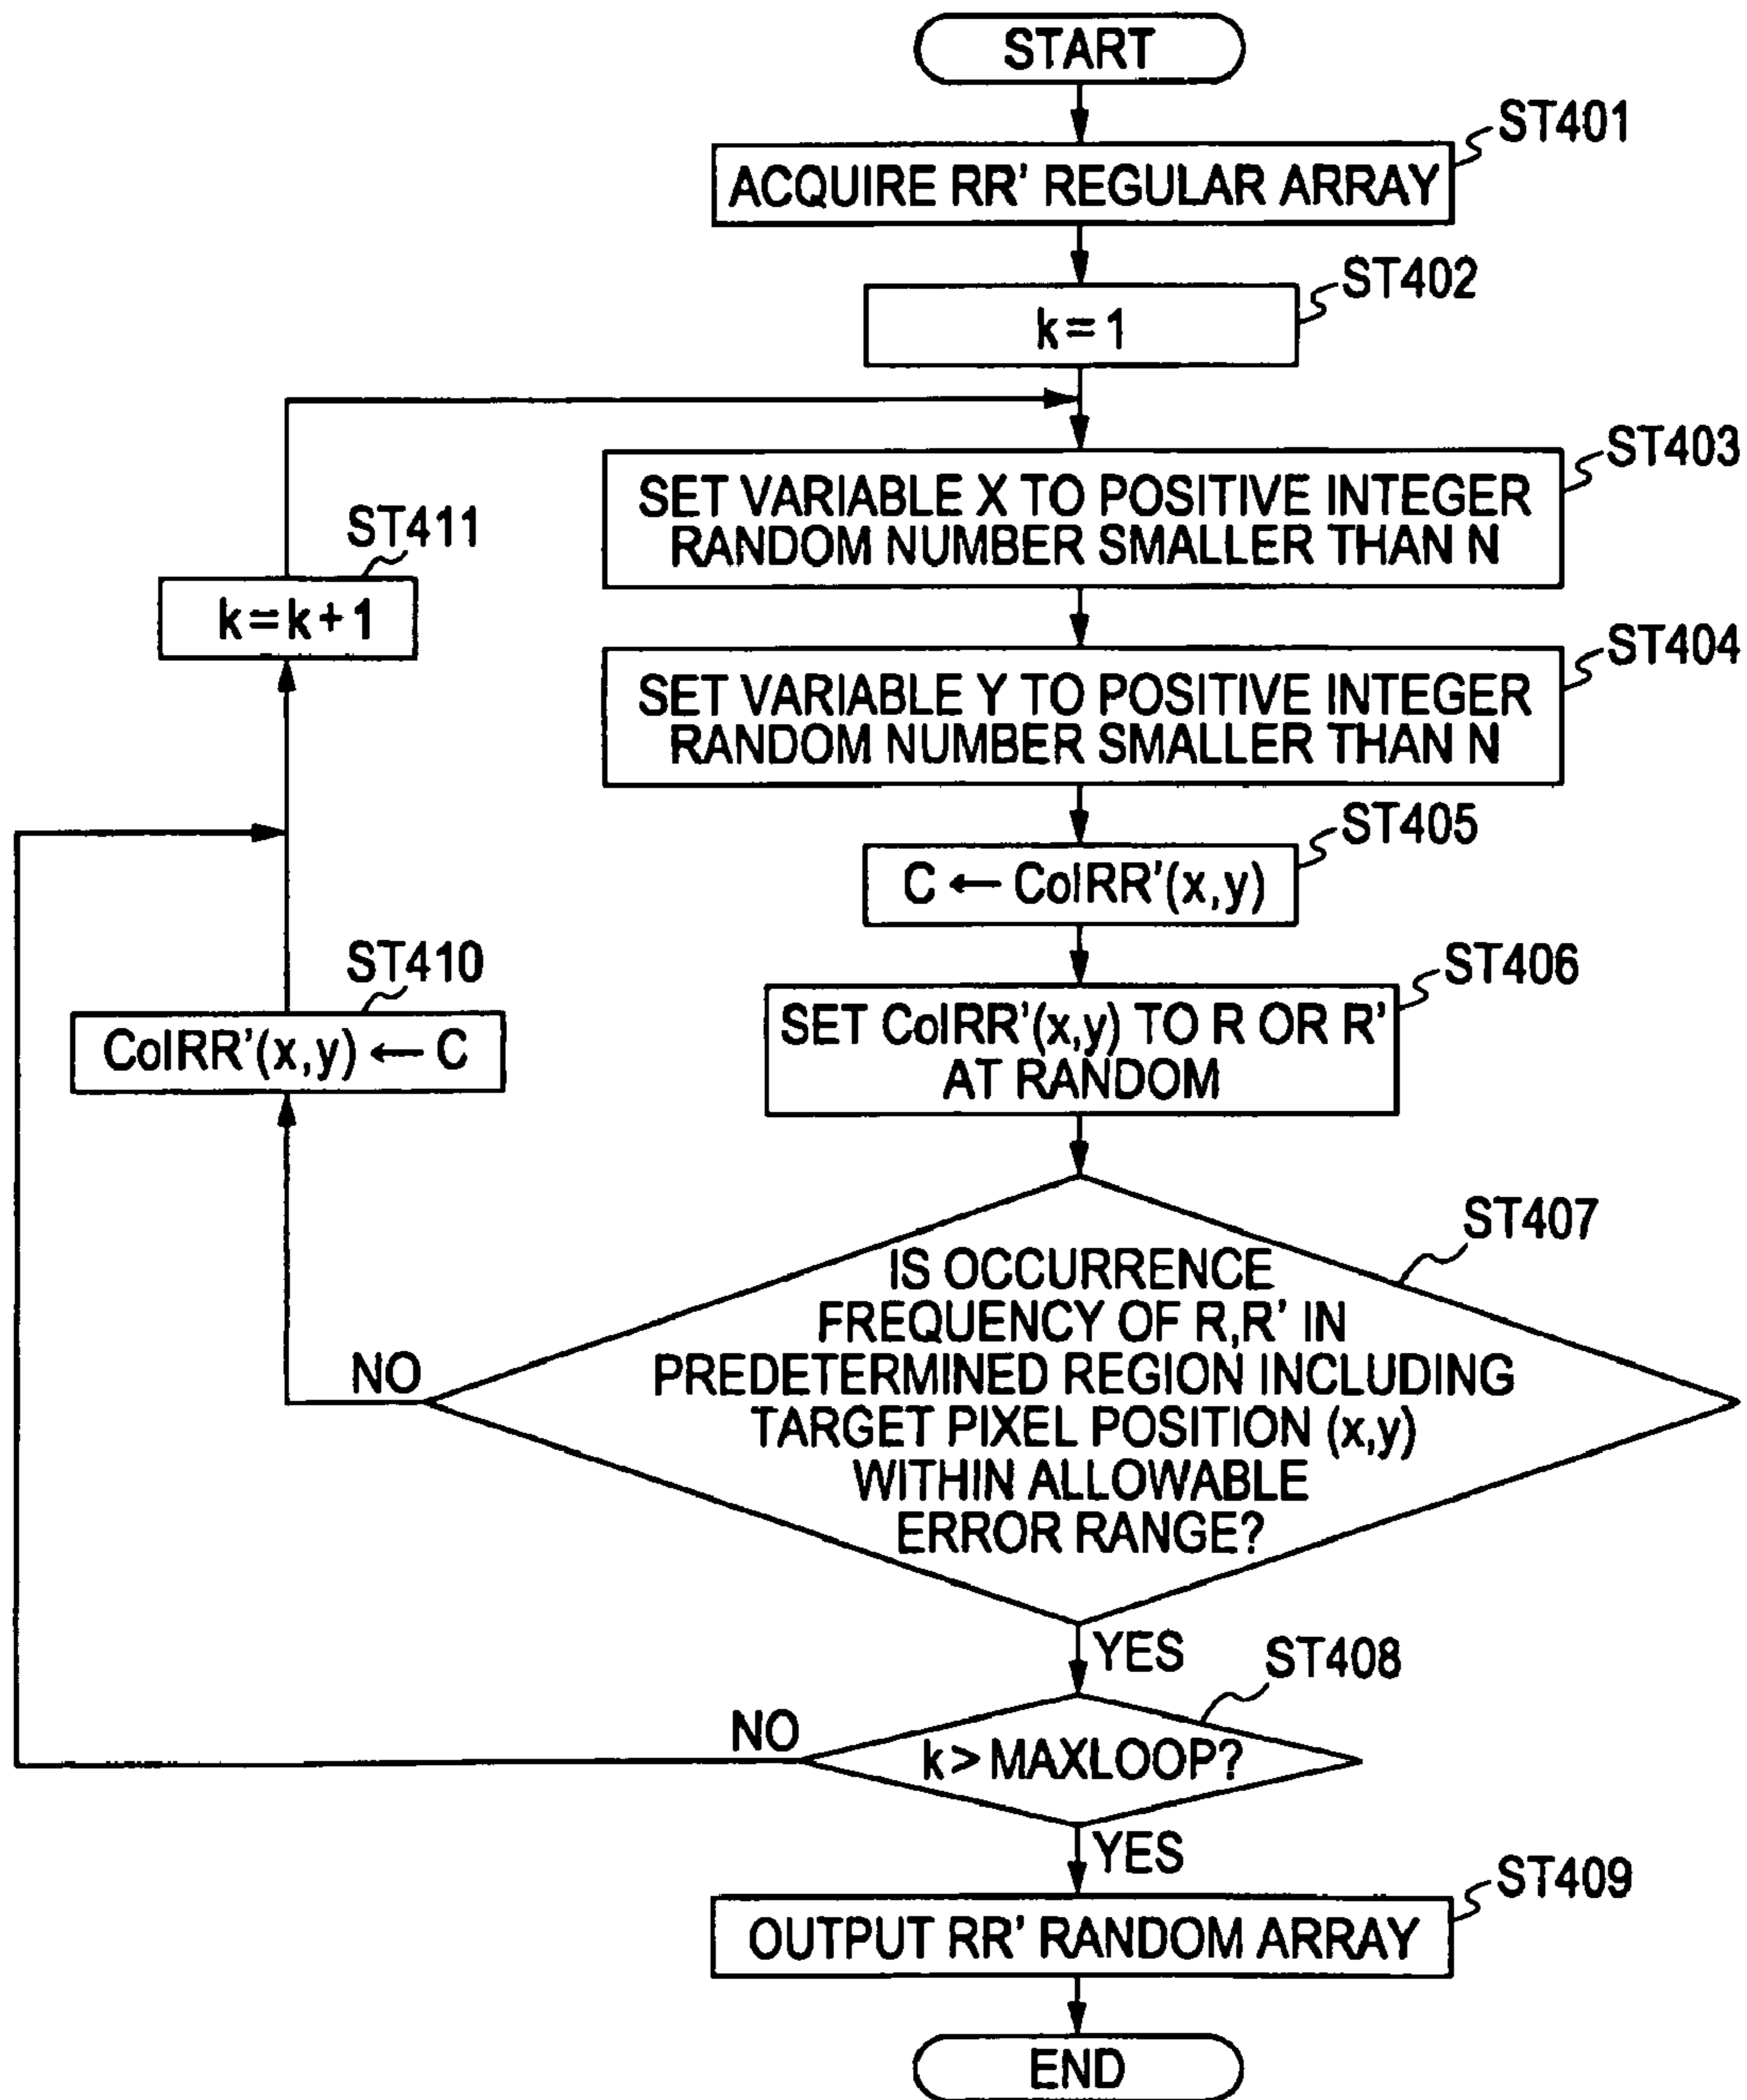 START
ST401
ACQUIRE RR' REGULAR ARRAY
ST402
k=1
ST403
SET VARIABLE X TO POSITIVE INTEGER
RANDOM NUMBER SMALLER THAN N
ST411
k=k+1
ST404
SET VARIABLE Y TO POSITIVE INTEGER
RANDOM NUMBER SMALLER THAN N
ST405
C ← ColRR'(x,y)
ST410
ColRR'(x,y) ← C
ST406
SET ColRR'(x,y) TO R OR R'
AT RANDOM
ST407
IS OCCURRENCE
FREQUENCY OF R,R' IN
PREDETERMINED REGION INCLUDING
TARGET PIXEL POSITION (x,y)
WITHIN ALLOWABLE
ERROR RANGE?
NO
YES
ST408
NO
k > MAXLOOP?
YES
ST409
OUTPUT RR' RANDOM ARRAY
END